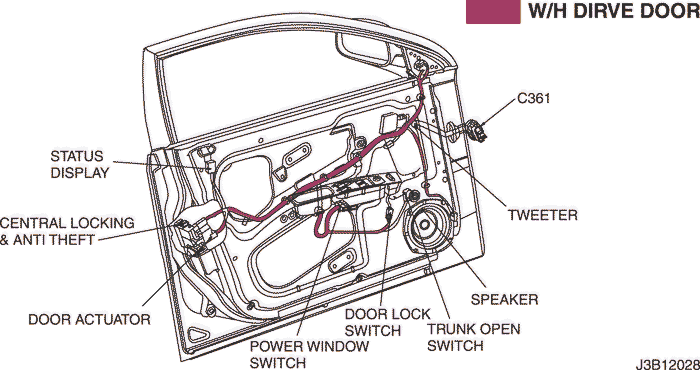 W/H DIRVE DOOR
C361
STATUS
DISPLAY
TWEETER
CENTRAL LOCKING
& ANTI THEFT
SPEAKER
DOOR ACTUATOR
DOOR LOCK
SWITCH
TRUNK OPEN
SWITCH
POWER WINDOW
SWITCH
J3B12028